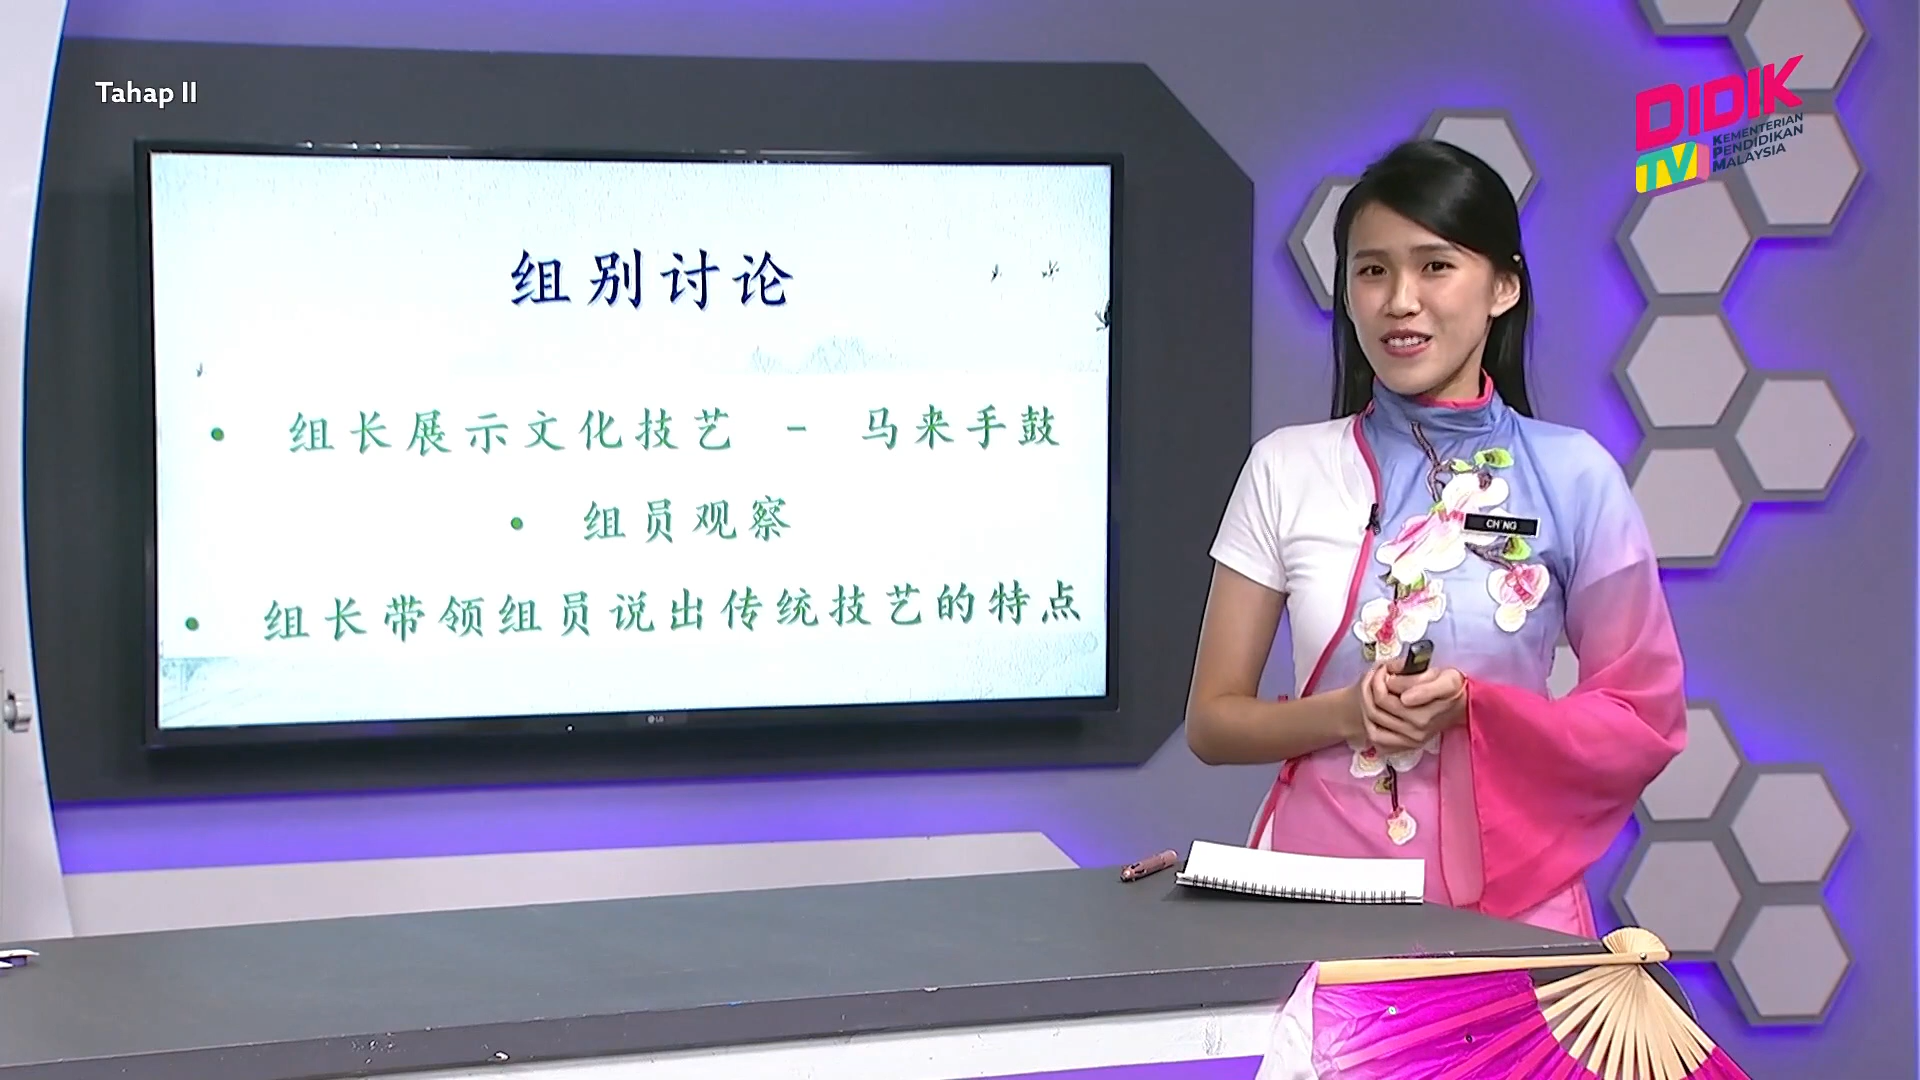 Tahap II
DIDIK
TV
KEMENTERIAN
PENDIDIKAN
MALAYSIA
组别讨论
• 组长展示文化技艺 - 马来手鼓
• 组员观察
• 组长带领组员说出传统技艺的特点
LG
CH'NG